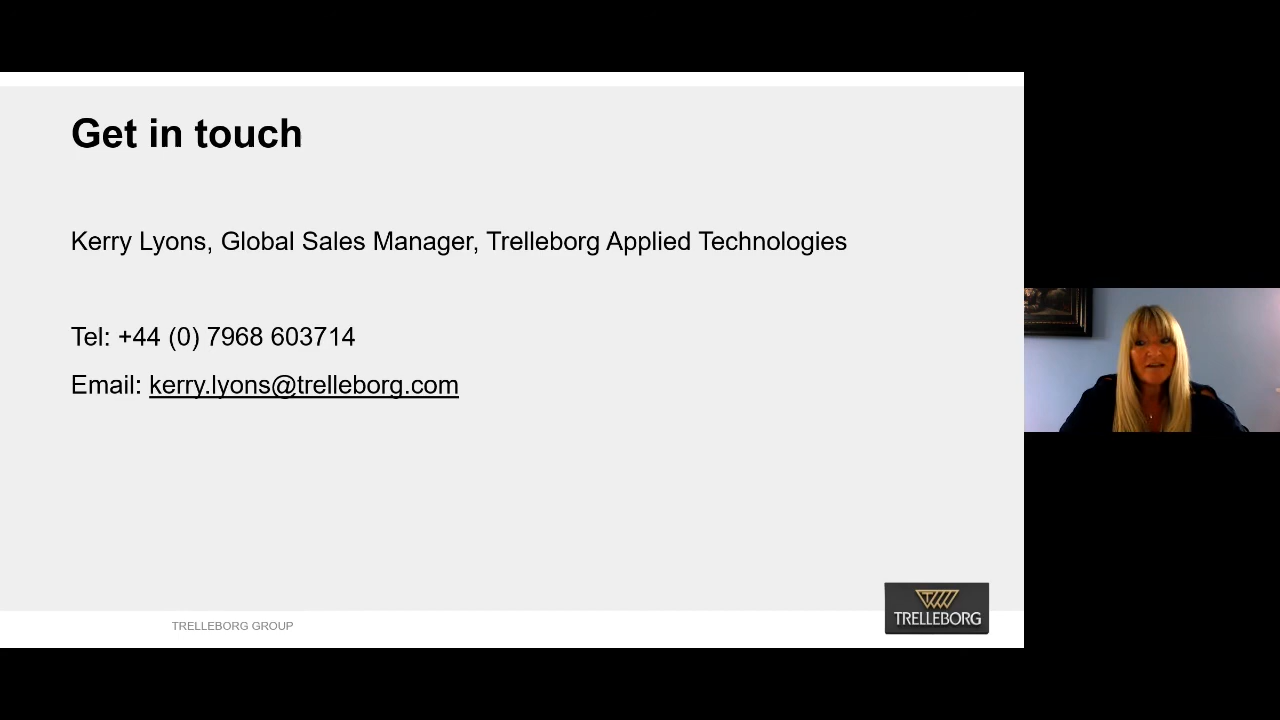 Get in touch
Kerry Lyons, Global Sales Manager, Trelleborg Applied Technologies
Tel: +44 (0) 7968 603714
Email: kerry.lyons@trelleborg.com
TRELLEBORG GROUP
TRELLEBORG